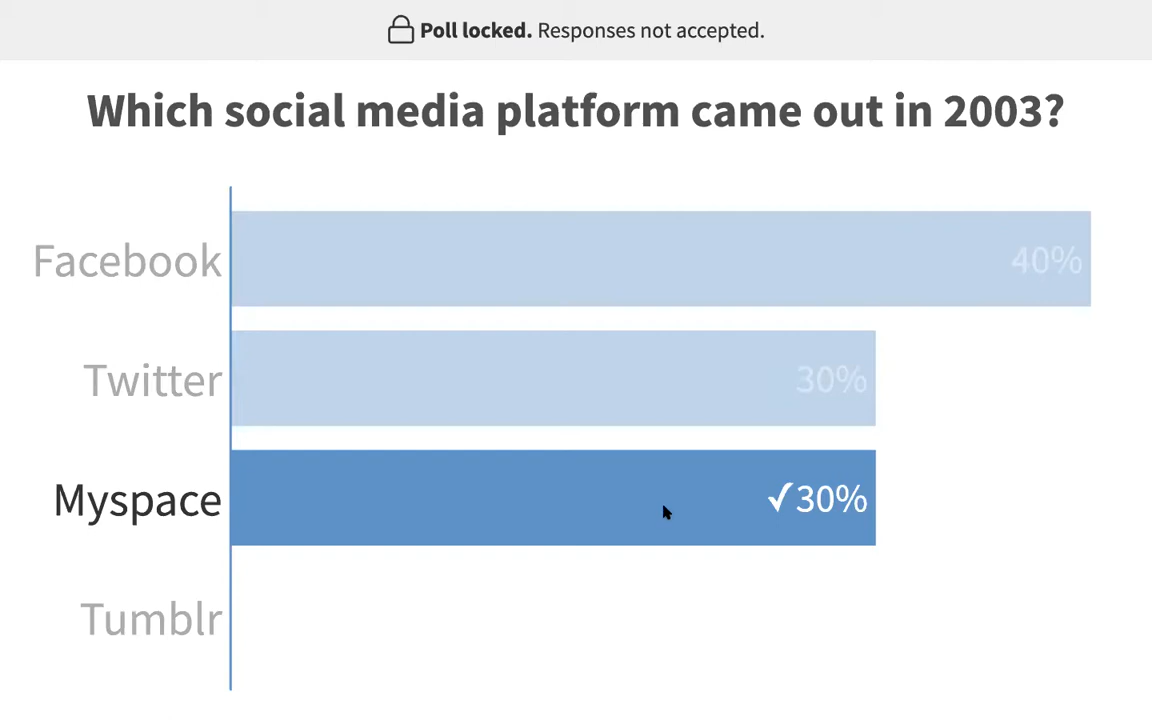 Poll locked. Responses not accepted.
Which social media platform came out in 2003?
Facebook 40%
Twitter 30%
Myspace ✓30%
Tumblr